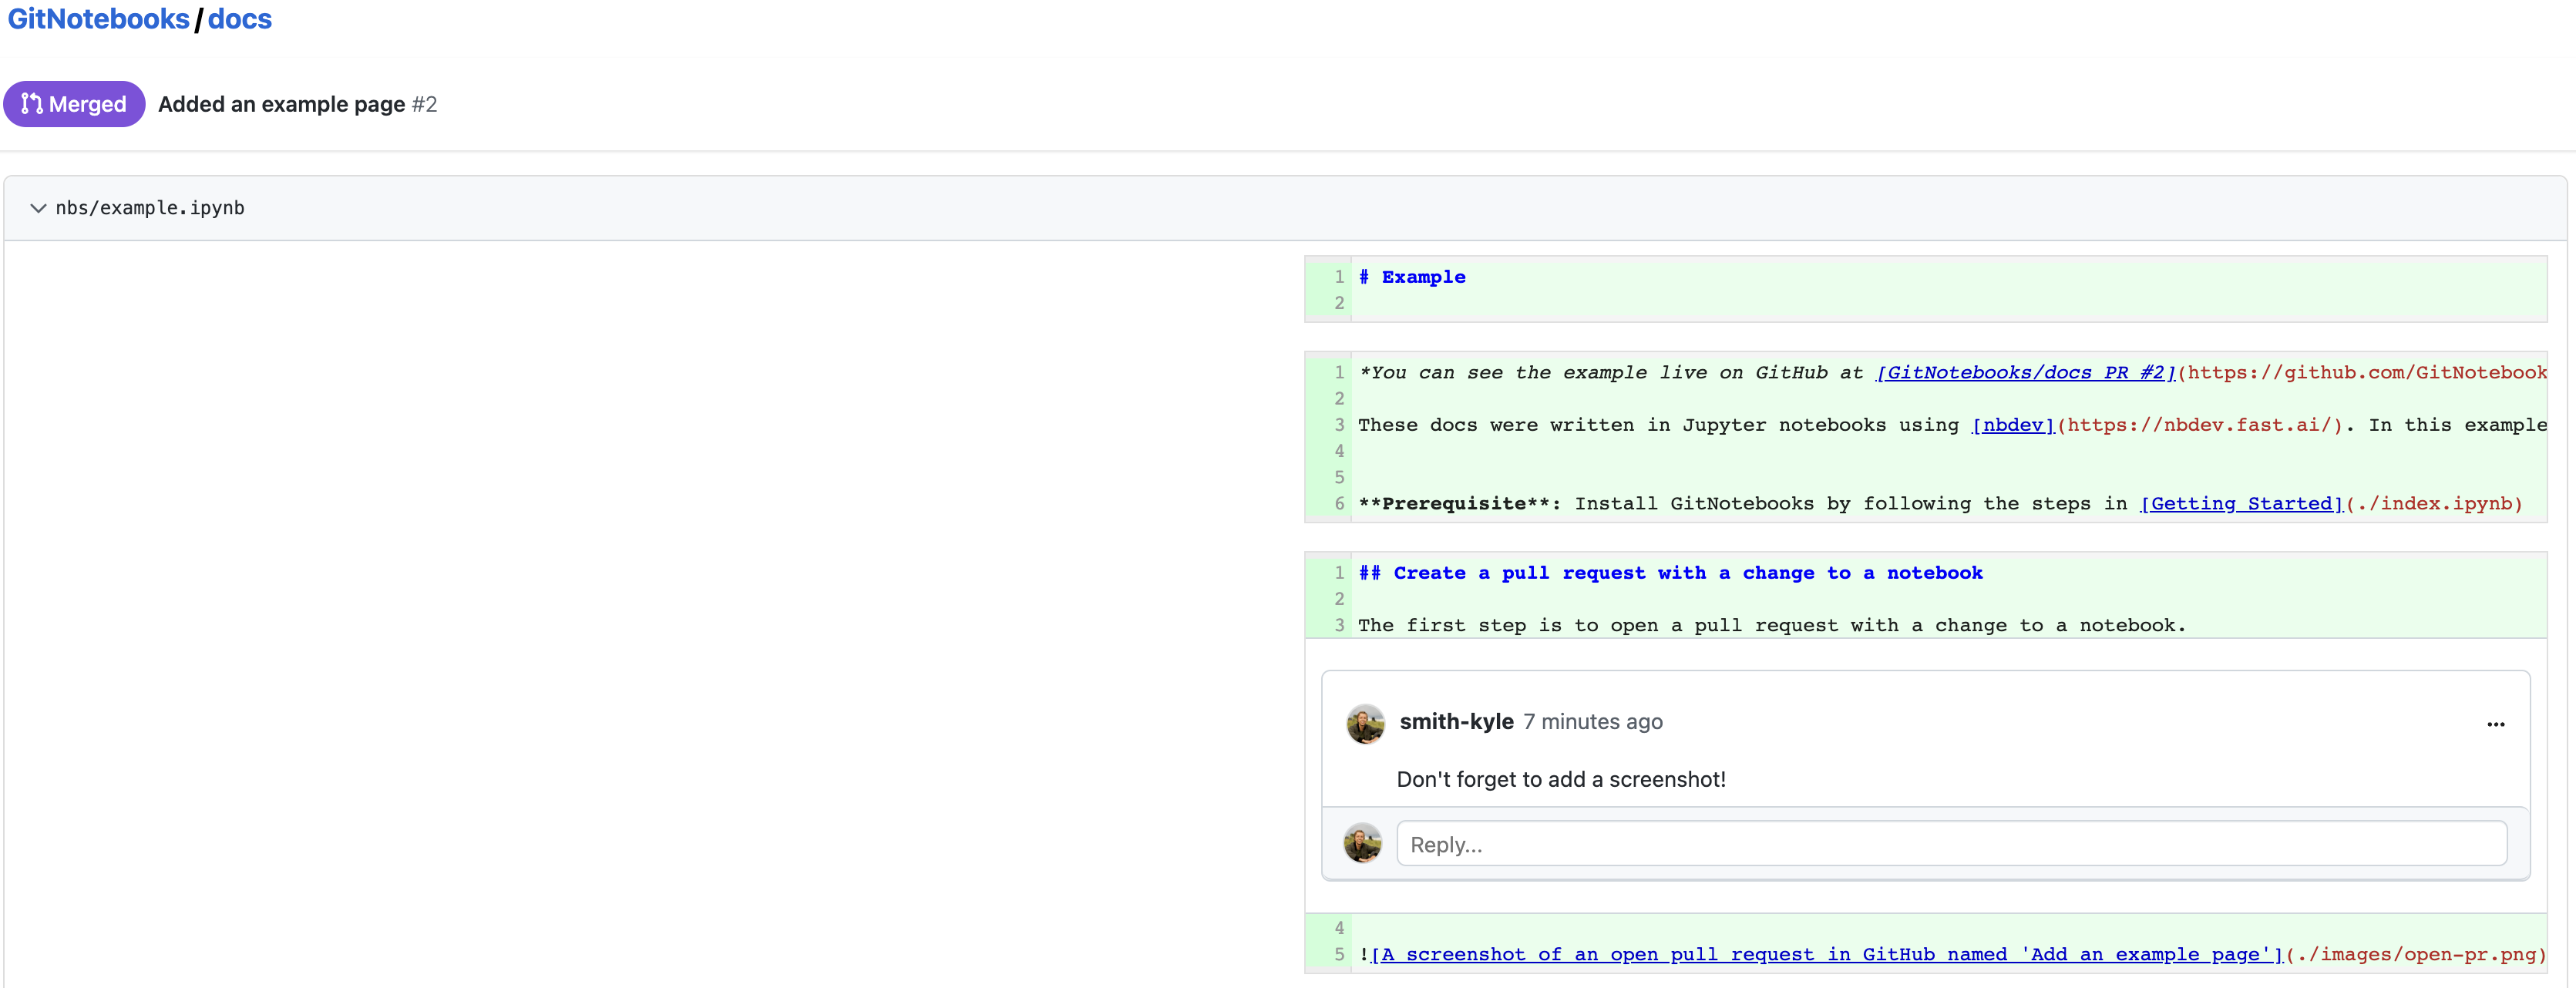 GitNotebooks / docs
Merged Added an example page #2
nbs/example.ipynb
1 # Example
2
1 *You can see the example live on GitHub at [GitNotebooks/docs PR #2](https://github.com/GitNotebook
2
3 These docs were written in Jupyter notebooks using [nbdev](https://nbdev.fast.ai/). In this example
4
5
6 **Prerequisite**: Install GitNotebooks by following the steps in [Getting Started](./index.ipynb)
1 ## Create a pull request with a change to a notebook
2
3 The first step is to open a pull request with a change to a notebook.
smith-kyle 7 minutes ago
Don't forget to add a screenshot!
Reply...
4
5 ![A screenshot of an open pull request in GitHub named 'Add an example page'](./images/open-pr.png)